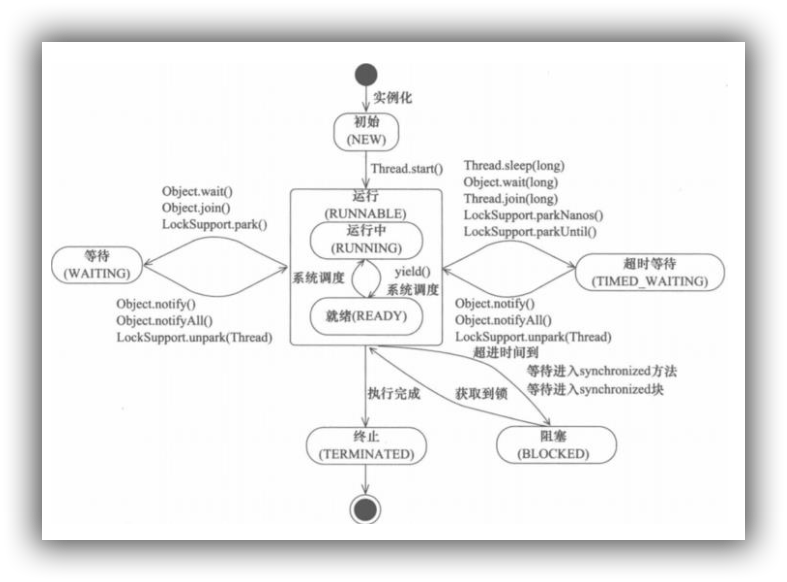 实例化
初始
(NEW)
Thread.start()
Object.wait()
Object.join()
LockSupport.park()
Thread.sleep(long)
Object.wait(long)
Thread.join(long)
LockSupport.parkNanos()
LockSupport.parkUntil()
运行
(RUNNABLE)
运行中
(RUNNING)
系统调度
yield()
系统调度
就绪(READY)
等待
(WAITING)
超时等待
(TIMED_WAITING)
Object.notify()
Object.notifyAll()
LockSupport.unpark(Thread)
Object.notify()
Object.notifyAll()
LockSupport.unpark(Thread)
超进时间到
等待进入synchronized方法
等待进入synchronized块
执行完成
获取到锁
终止
(TERMINATED)
阻塞
(BLOCKED)